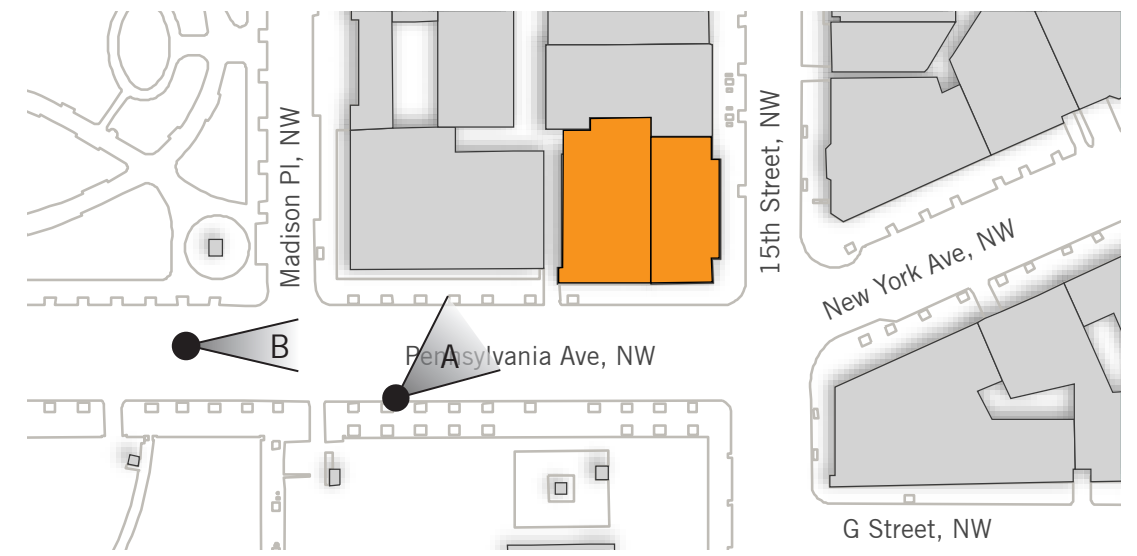 Madison Pl, NW
15th Street, NW
New York Ave, NW
B
A
Pennsylvania Ave, NW
G Street, NW